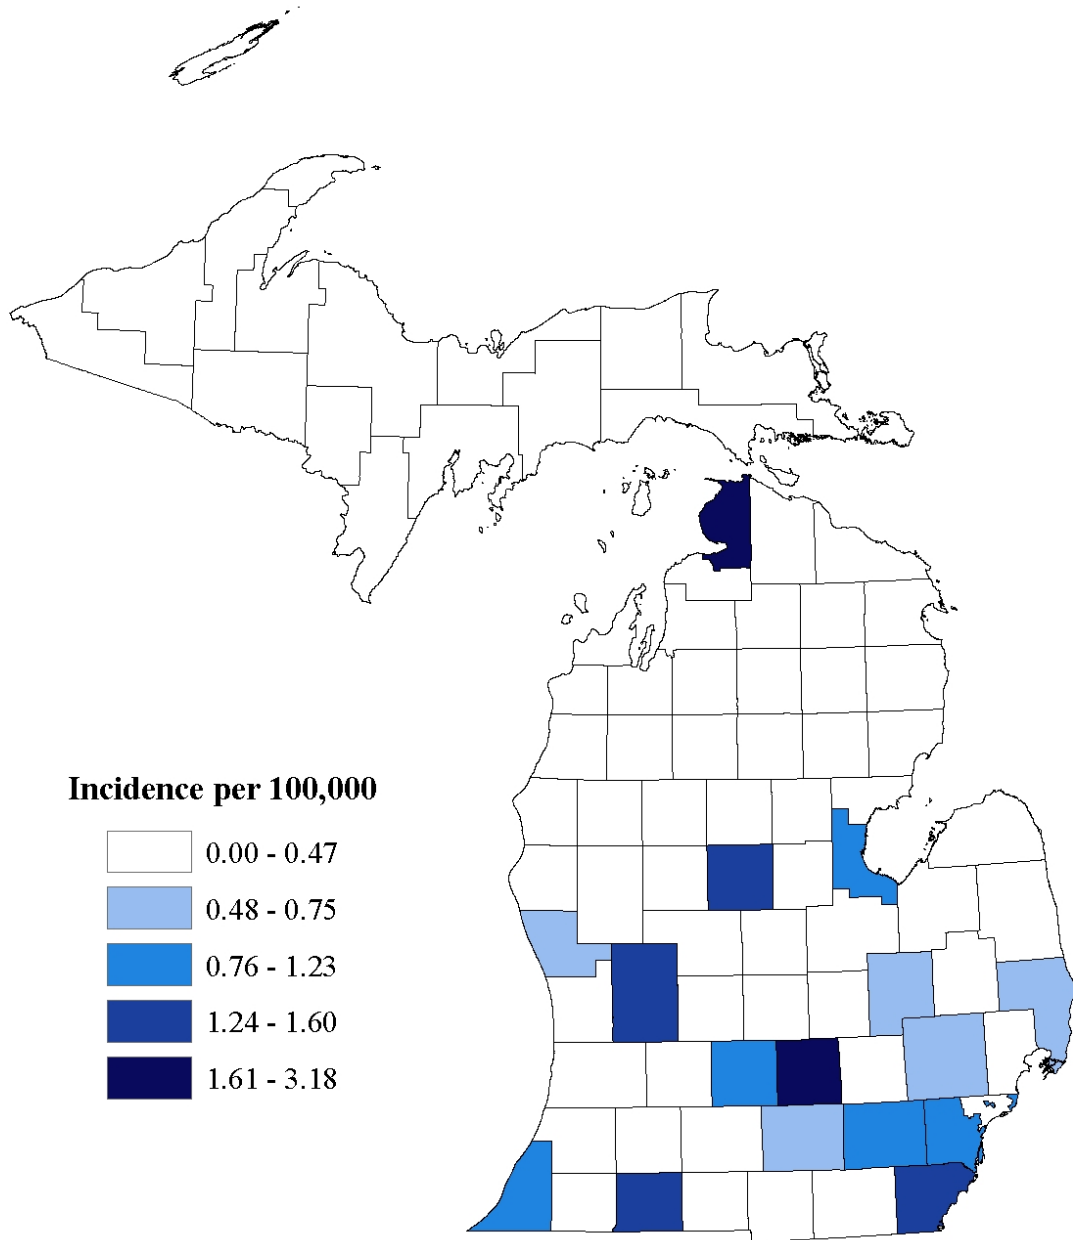 Incidence per 100,000
0.00 - 0.47
0.48 - 0.75
0.76 - 1.23
1.24 - 1.60
1.61 - 3.18